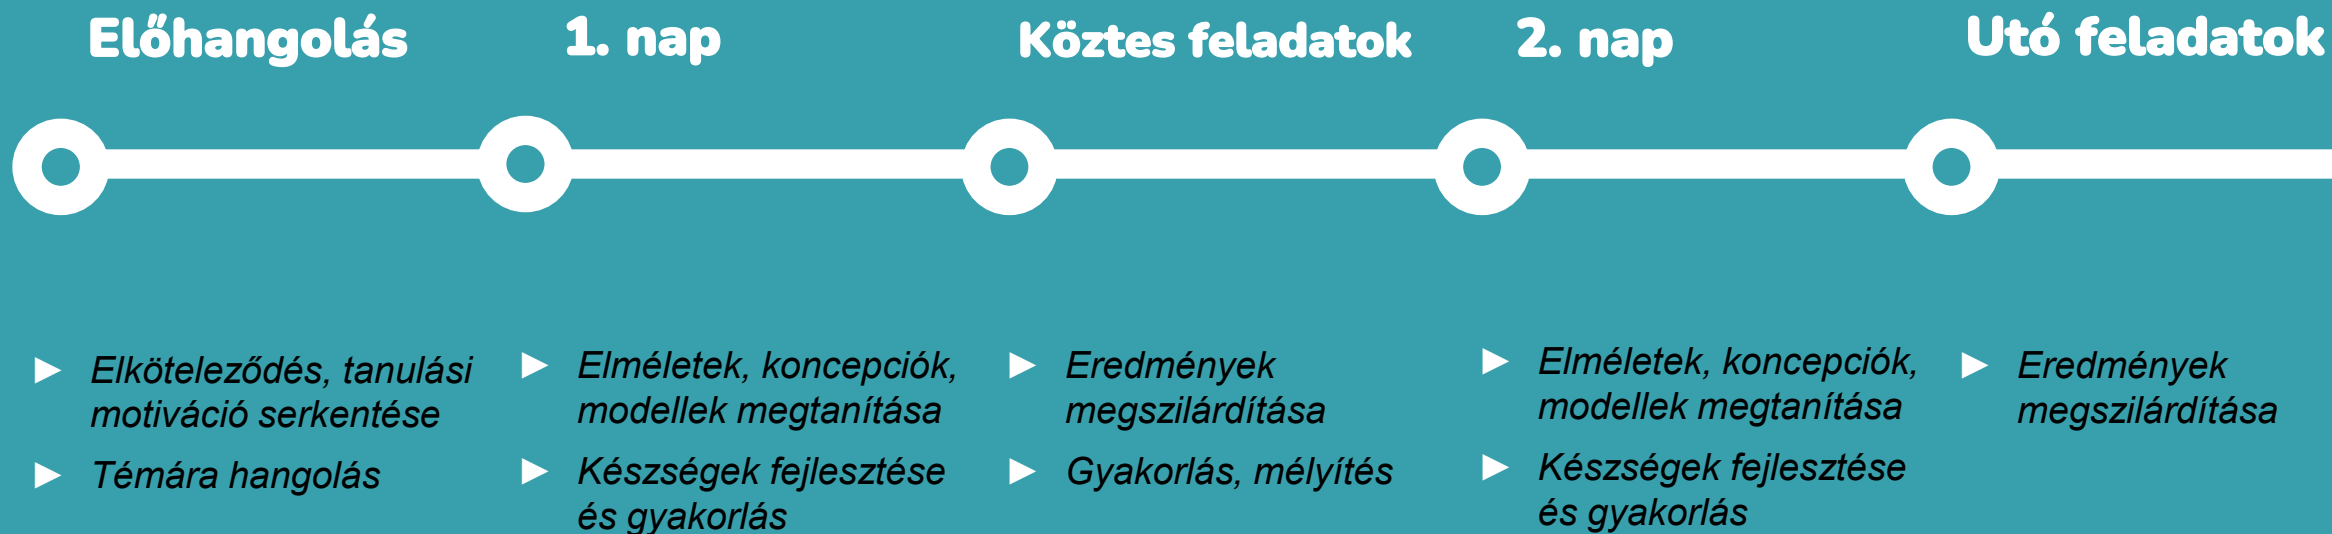 Előhangolás
1. nap
Köztes feladatok
2. nap
Utó feladatok
► Elköteleződés, tanulási
motiváció serkentése
► Témára hangolás
► Elméletek, koncepciók,
modellek megtanítása
► Készségek fejlesztése
és gyakorlás
► Eredmények
megszilárdítása
► Gyakorlás, mélyítés
► Elméletek, koncepciók,
modellek megtanítása
► Készségek fejlesztése
és gyakorlás
► Eredmények
megszilárdítása